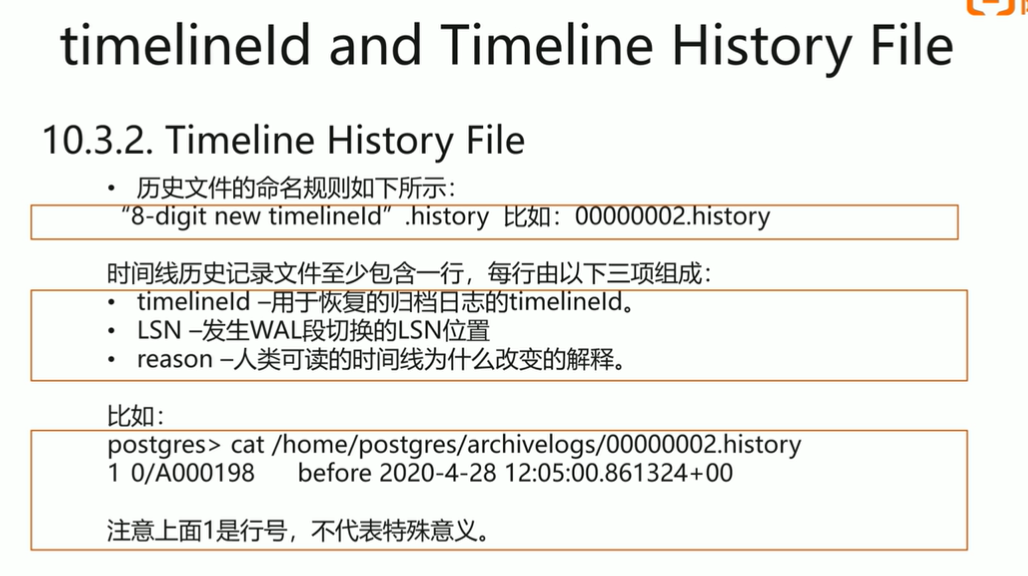 timelineId and Timeline History File
10.3.2. Timeline History File
• 历史文件的命名规则如下所示：
“8-digit new timelineId”.history 比如：00000002.history
时间线历史记录文件至少包含一行，每行由以下三项组成：
• timelineId –用于恢复的归档日志的timelineId。
• LSN –发生WAL段切换的LSN位置
• reason –人类可读的时间线为什么改变的解释。
比如：
postgres> cat /home/postgres/archivelogs/00000002.history
1 0/A000198 before 2020-4-28 12:05:00.861324+00
注意上面1是行号，不代表特殊意义。